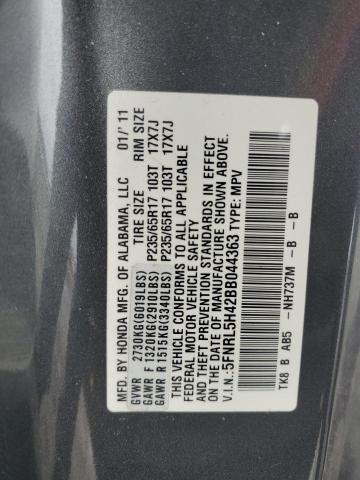 MFD. BY HONDA MFG. OF ALABAMA, LLC 01/' 11
TIRE SIZE RIM SIZE
GVWR 2730KG(6019LBS)
GAWR F 1320KG(2910LBS) P235/65R17 103T 17X7J
GAWR R 1515KG(3340LBS) P235/65R17 103T 17X7J
THIS VEHICLE CONFORMS TO ALL APPLICABLE
FEDERAL MOTOR VEHICLE SAFETY
AND THEFT PREVENTION STANDARDS IN EFFECT
ON THE DATE OF MANUFACTURE SHOWN ABOVE.
V.I.N.:5FNRL5H42BB044363 TYPE: MPV
TK8 B AB5- NH737M - B - B